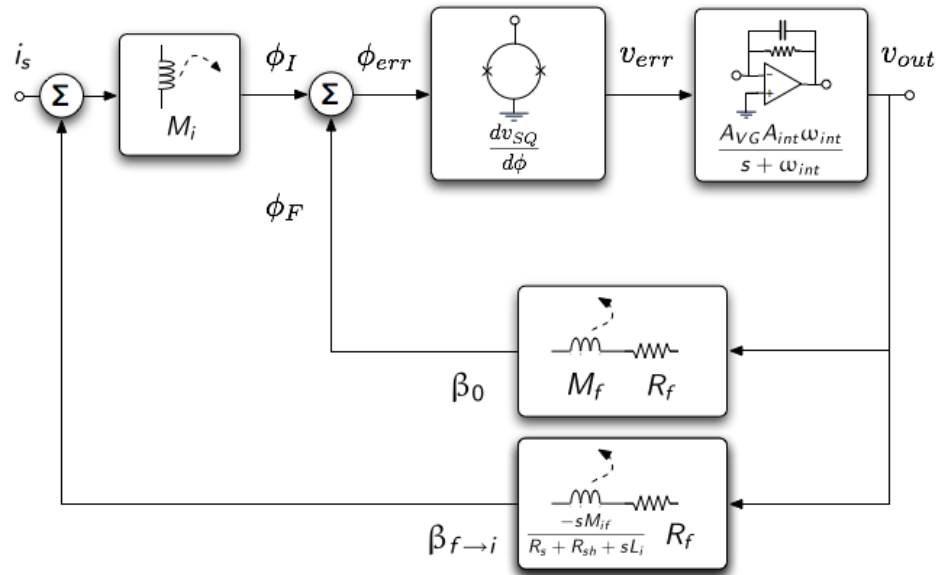 i_s
Σ
M_i
ϕ_I
Σ
ϕ_err
dv_SQ
dϕ
v_err
−
+
A_VG A_int ω_int
s + ω_int
v_out
ϕ_F
β_0
M_f R_f
β_f→i
−sM_if
R_s + R_sh + sL_i
R_f